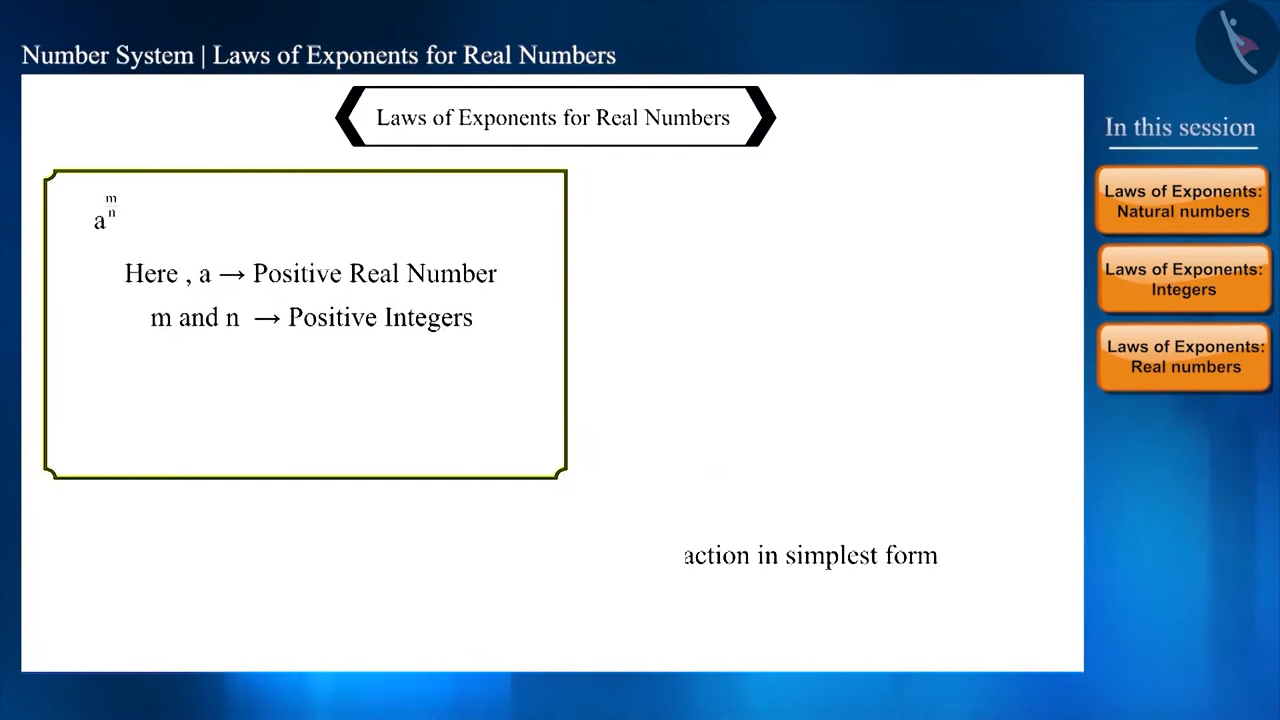 Number System | Laws of Exponents for Real Numbers
Laws of Exponents for Real Numbers
In this session
Laws of Exponents:
Natural numbers
Laws of Exponents:
Integers
Laws of Exponents:
Real numbers
a^(m/n)
Here , a → Positive Real Number
m and n → Positive Integers
action in simplest form